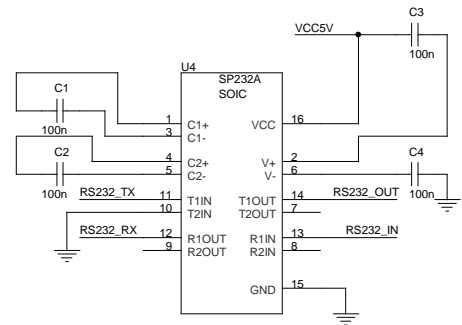 C3
VCC5V
100n
U4
SP232A
SOIC
C1
100n
1 C1+ VCC 16
3 C1-
C2
100n
4 C2+ V+ 2
5 C2- V- 6
C4
100n
RS232_TX 11 T1IN T1OUT 14 RS232_OUT
10 T2IN T2OUT 7
RS232_RX 12 R1OUT R1IN 13 RS232_IN
9 R2OUT R2IN 8
GND 15